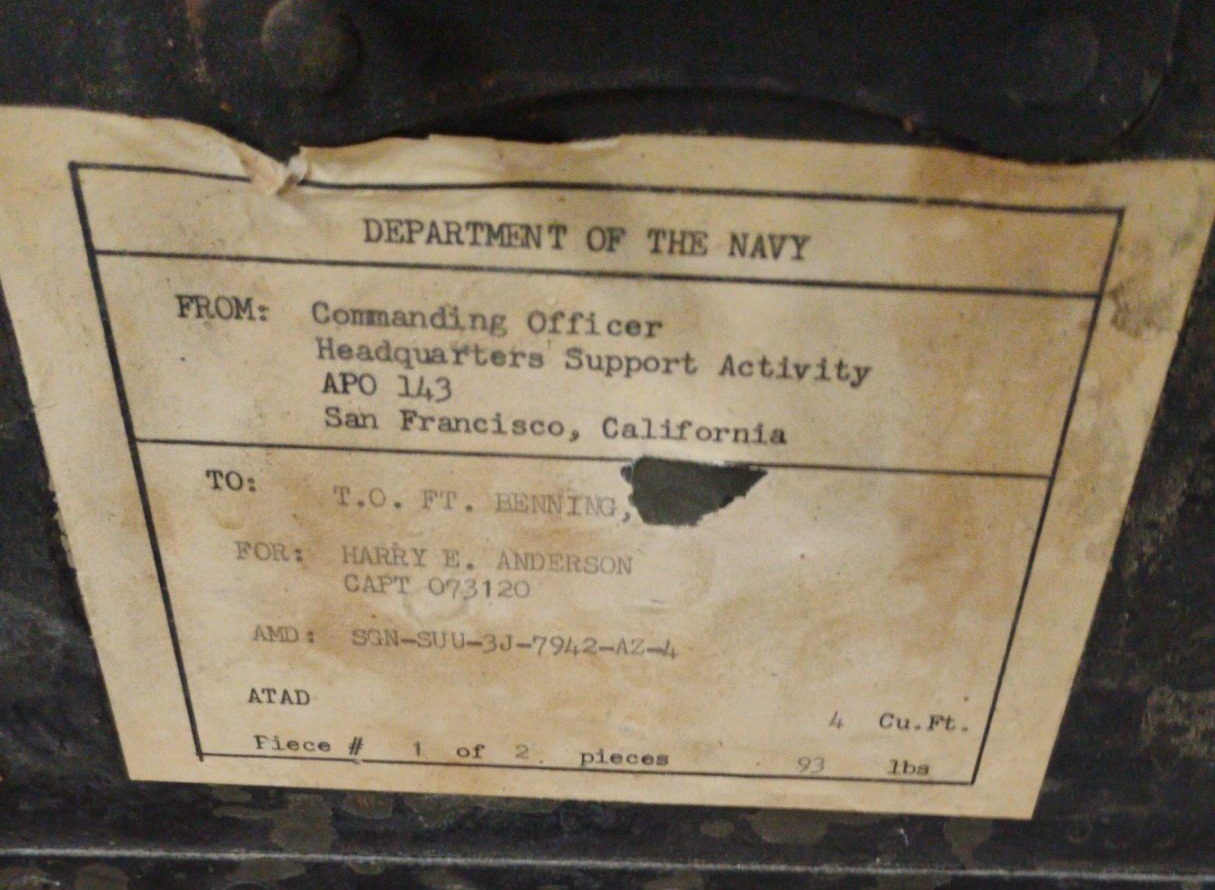 DEPARTMENT OF THE NAVY
FROM: Commanding Officer
Headquarters Support Activity
APO 143
San Francisco, California
TO: T.O. FT. BENNING,
FOR: HARRY E. ANDERSON
CAPT 073120
AMD: SGN-SUU-3J-7942-AZ-4
ATAD
4 Cu.Ft.
Piece # 1 of 2 pieces 93 lbs